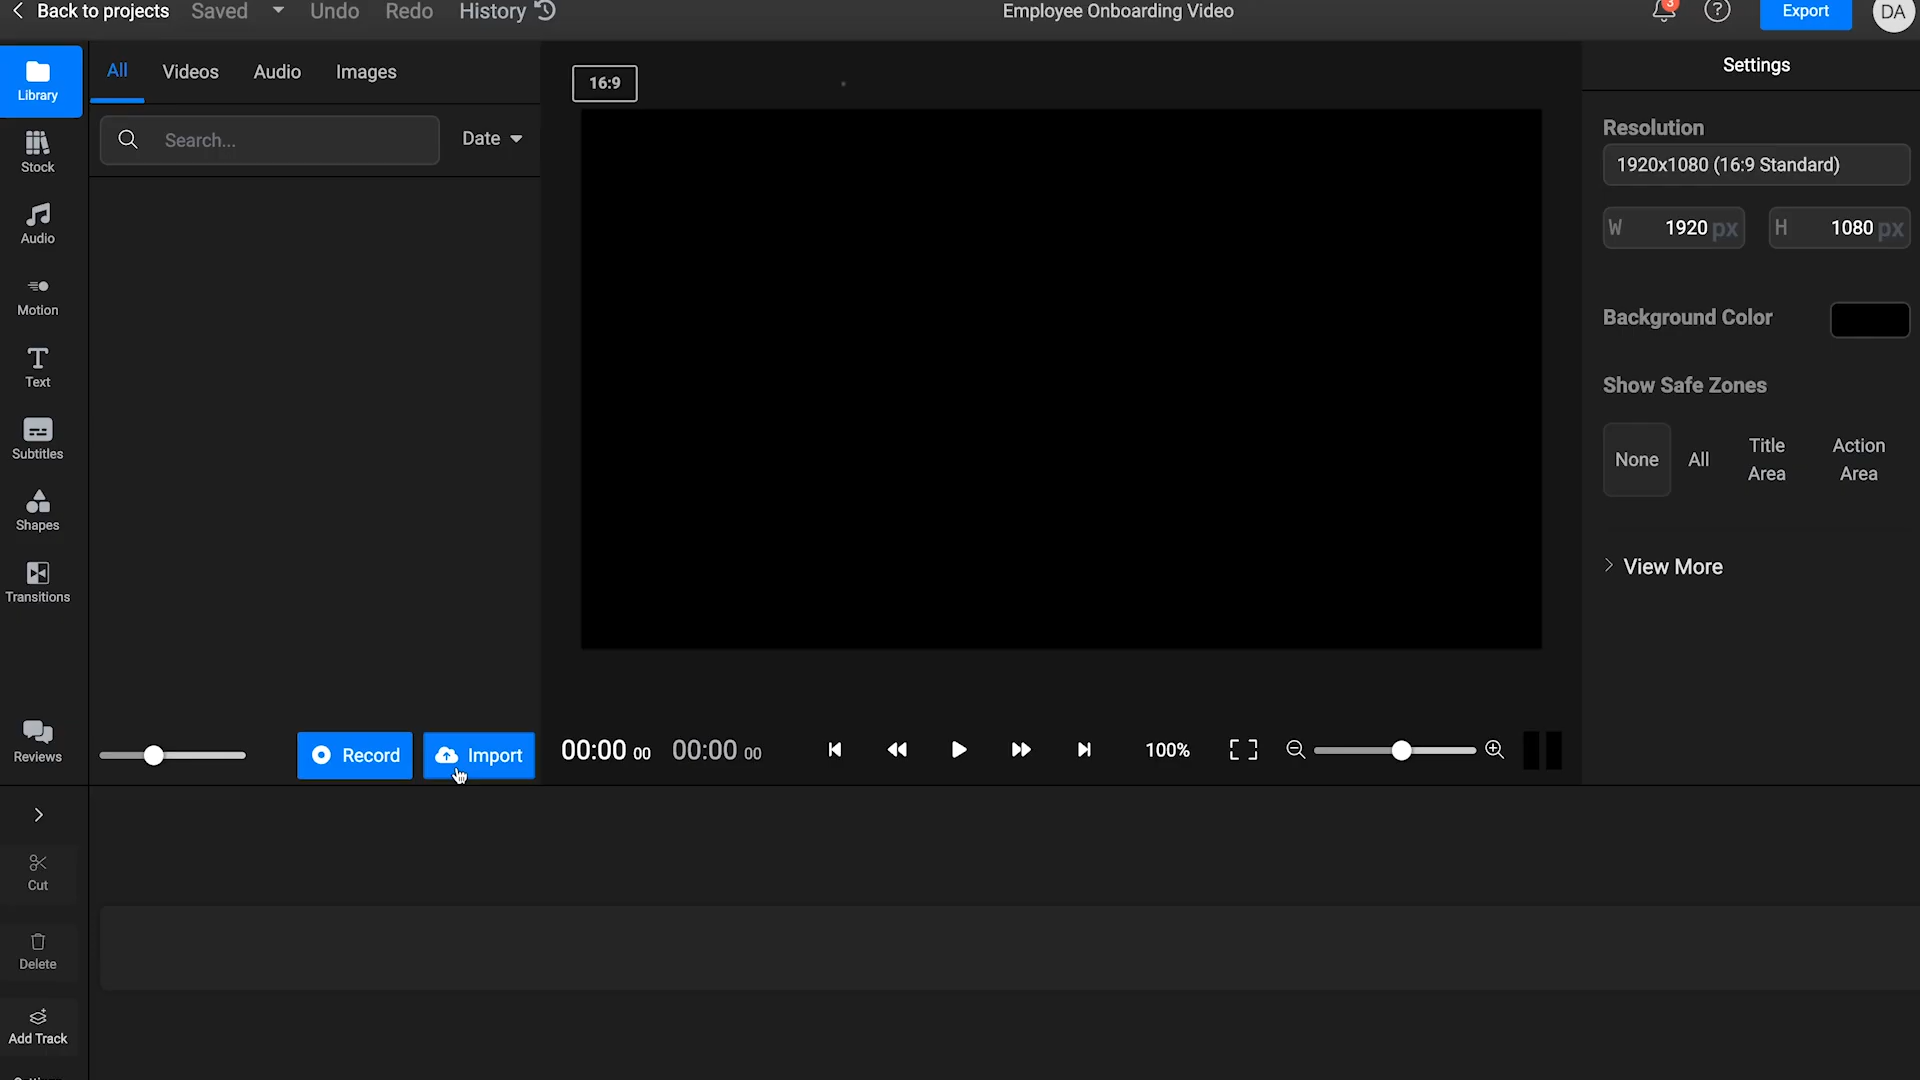 Back to projects
Saved
Undo
Redo
History
Employee Onboarding Video
3
Export
DA
Library
Stock
Audio
Motion
Text
Subtitles
Shapes
Transitions
Reviews
All
Videos
Audio
Images
Search...
Date
Record
Import
16:9
00:00 00
00:00 00
100%
Settings
Resolution
1920x1080 (16:9 Standard)
W 1920 px
H 1080 px
Background Color
Show Safe Zones
None
All
Title
Area
Action
Area
View More
Cut
Delete
Add Track